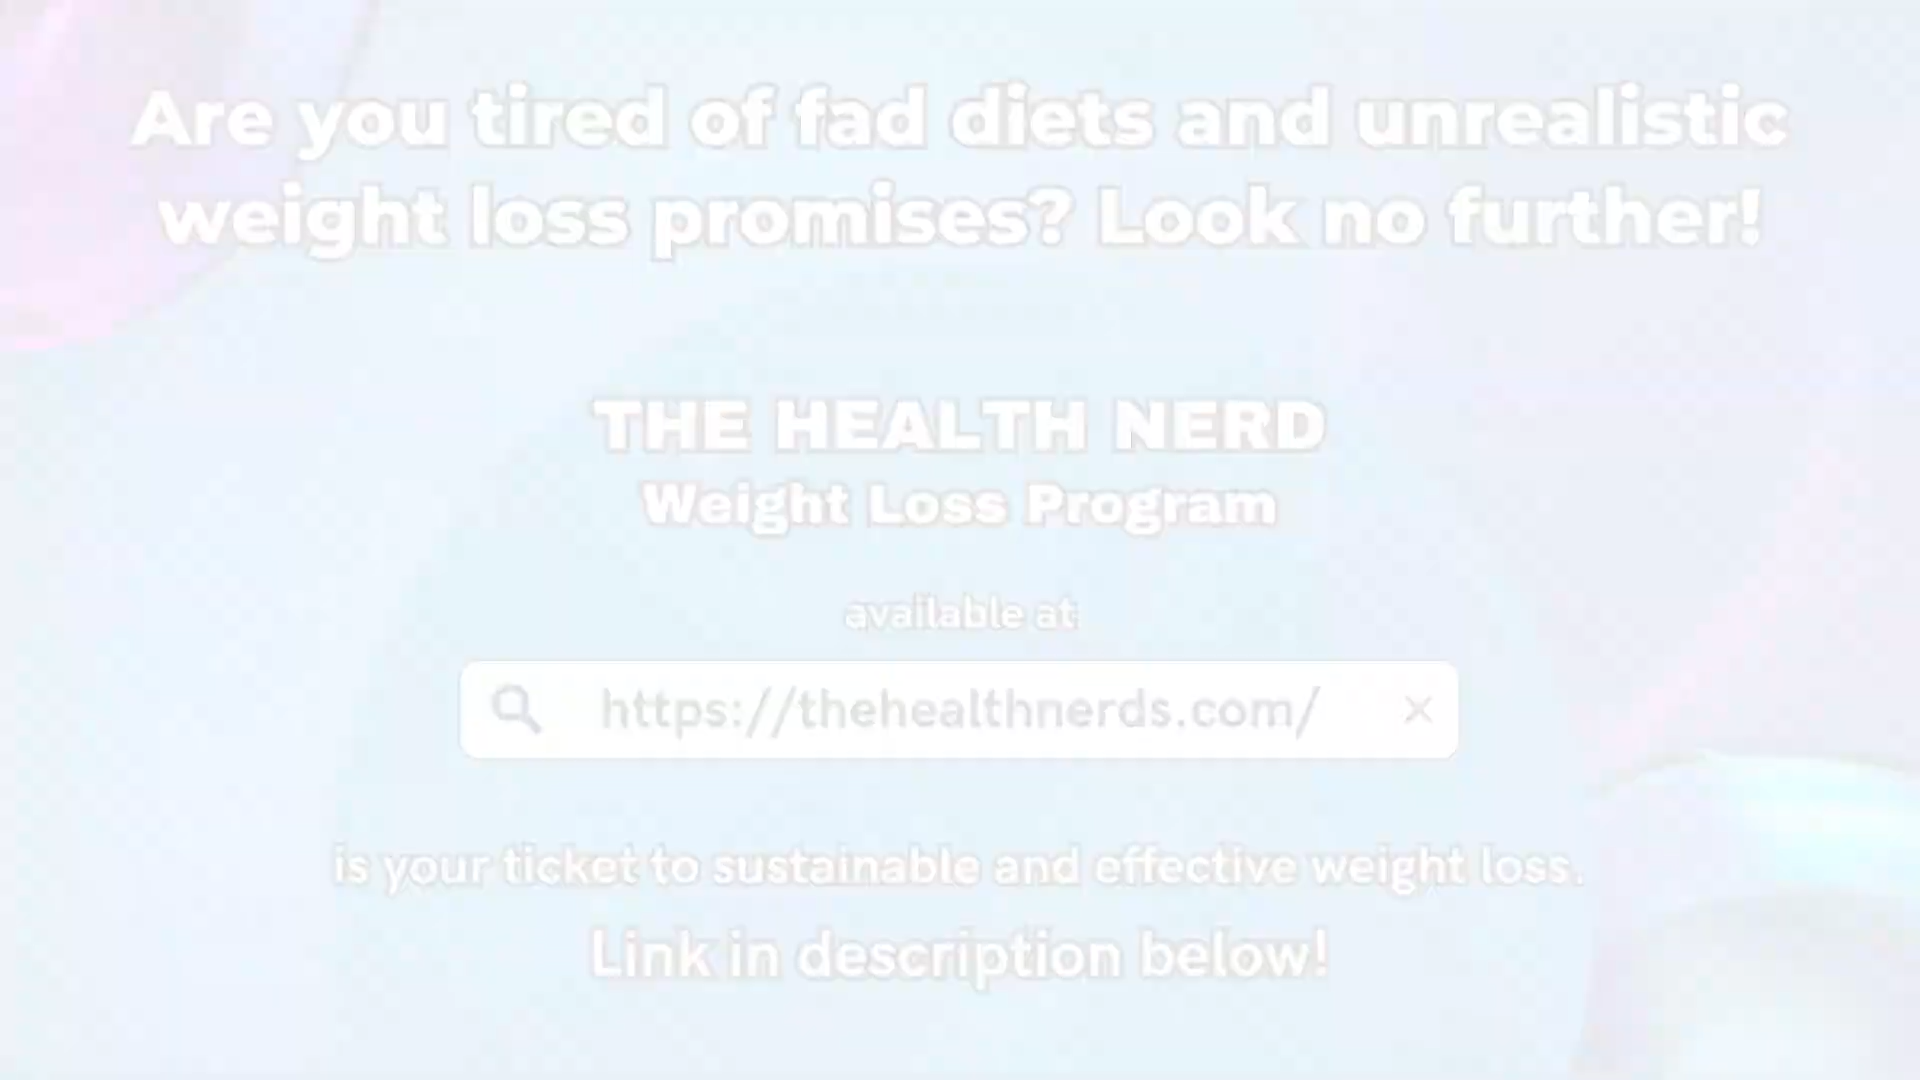 Are you tired of fad diets and unrealistic
weight loss promises? Look no further!
THE HEALTH NERD
Weight Loss Program
available at
https://thehealthnerds.com/
is your ticket to sustainable and effective weight loss.
Link in description below!